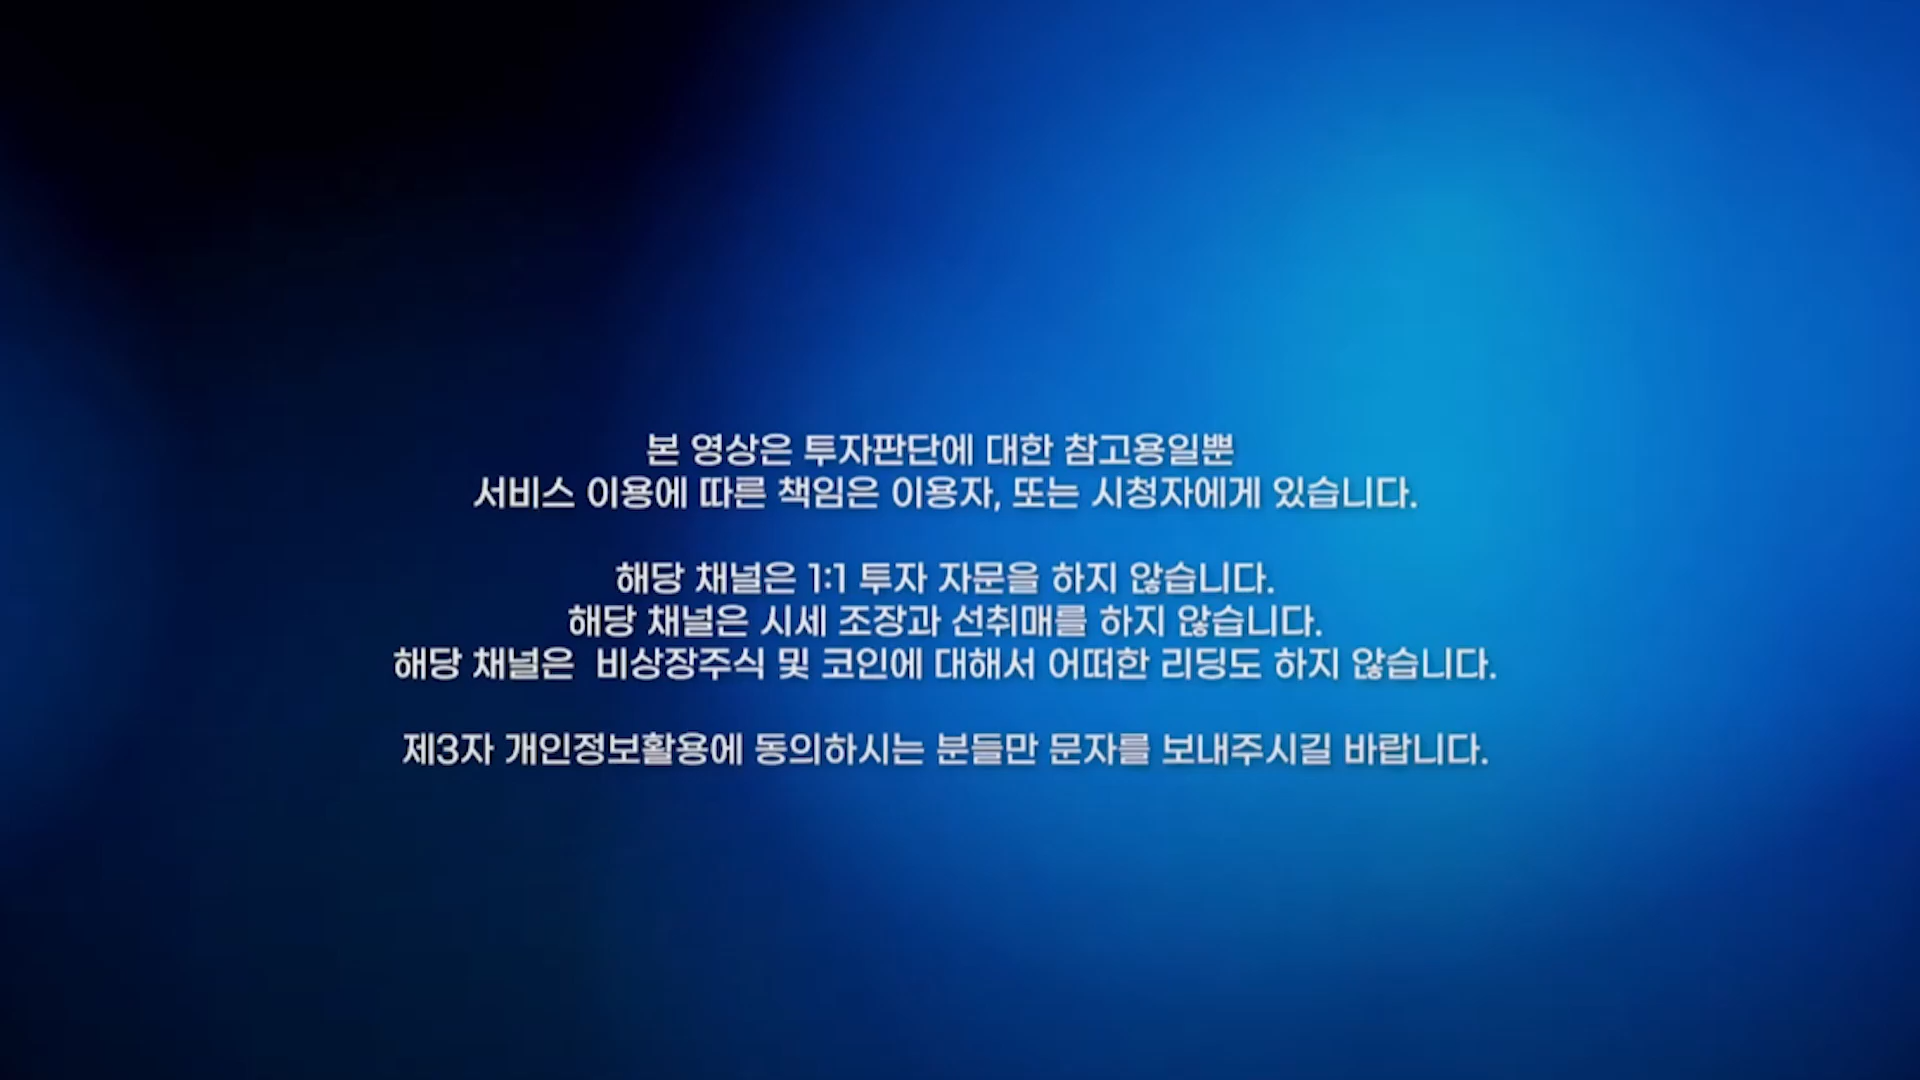 본 영상은 투자판단에 대한 참고용일뿐
서비스 이용에 따른 책임은 이용자, 또는 시청자에게 있습니다.
해당 채널은 1:1 투자 자문을 하지 않습니다.
해당 채널은 시세 조장과 선취매를 하지 않습니다.
해당 채널은 비상장주식 및 코인에 대해서 어떠한 리딩도 하지 않습니다.
제3자 개인정보활용에 동의하시는 분들만 문자를 보내주시길 바랍니다.